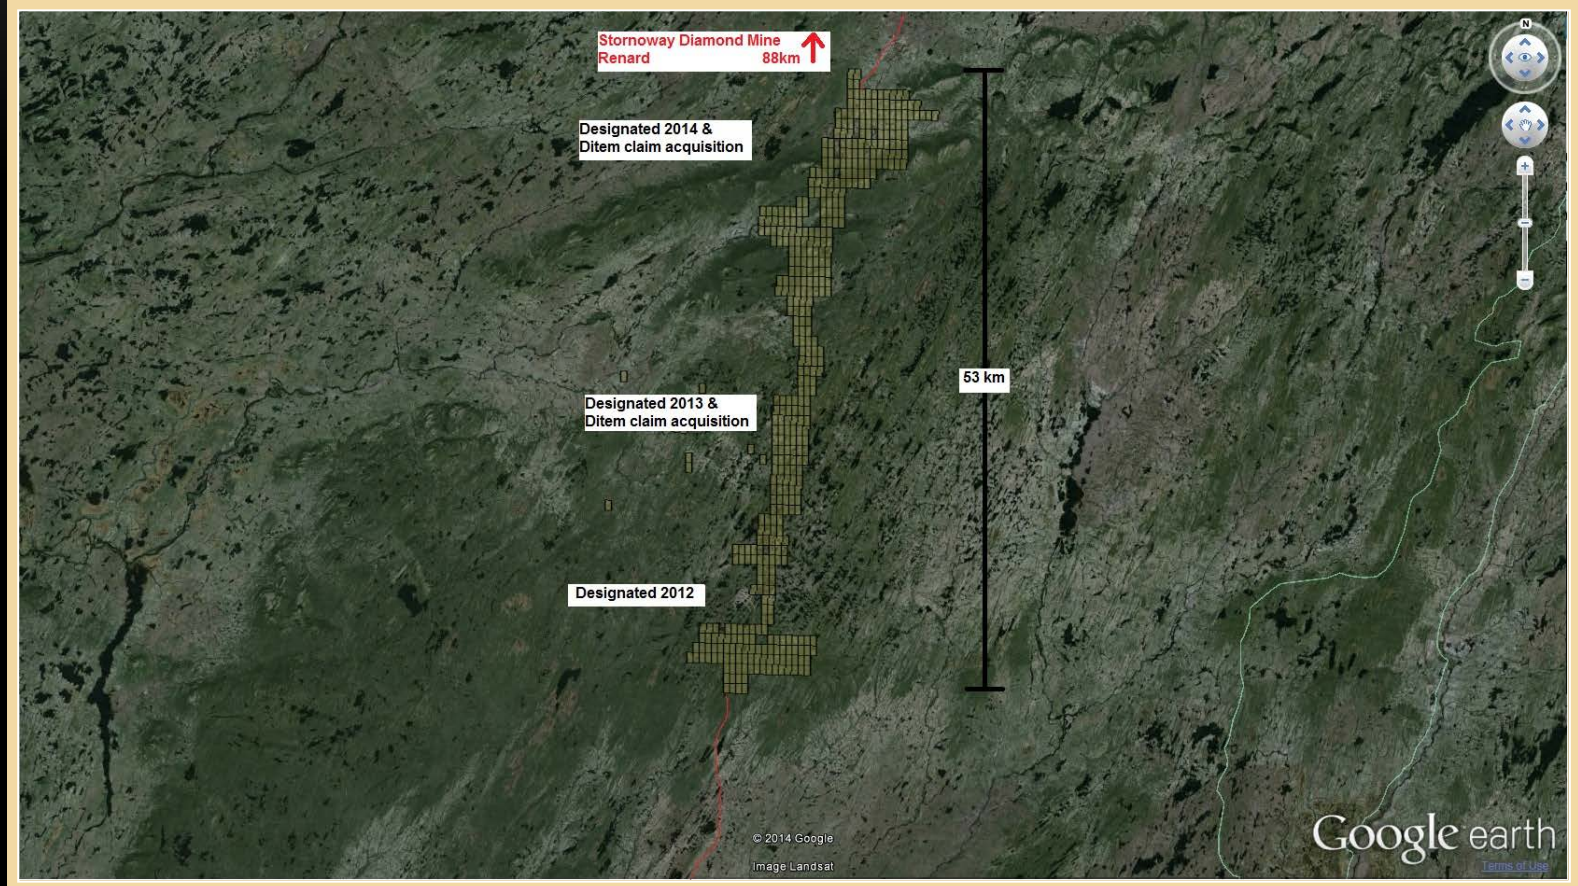 N
Stornoway Diamond Mine
Renard 88km
Designated 2014 &
Ditem claim acquisition
53 km
Designated 2013 &
Ditem claim acquisition
Designated 2012
© 2014 Google
Image Landsat
Google earth
Terms of Use